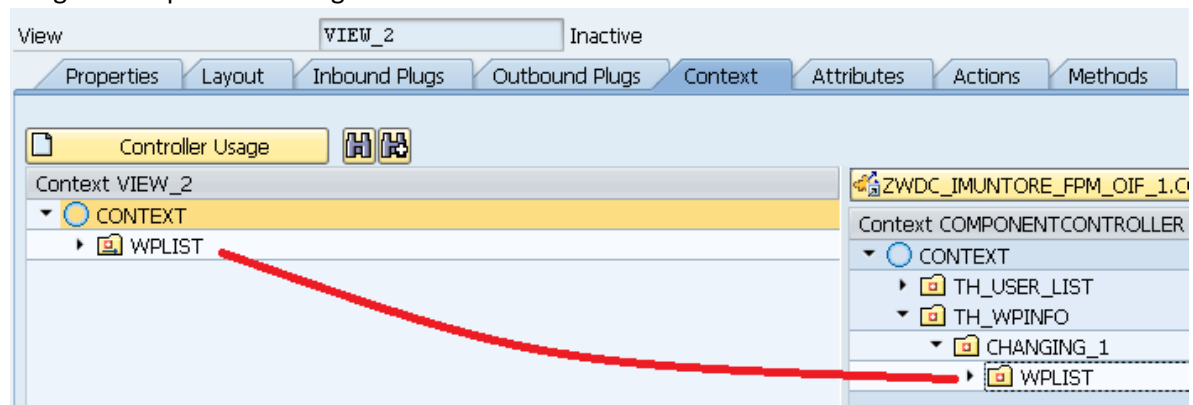 View VIEW_2 Inactive
Properties Layout Inbound Plugs Outbound Plugs Context Attributes Actions Methods
Controller Usage
Context VIEW_2
CONTEXT
WPLIST
ZWDC_IMUNTORE_FPM_OIF_1.C
Context COMPONENTCONTROLLER
CONTEXT
TH_USER_LIST
TH_WPINFO
CHANGING_1
WPLIST